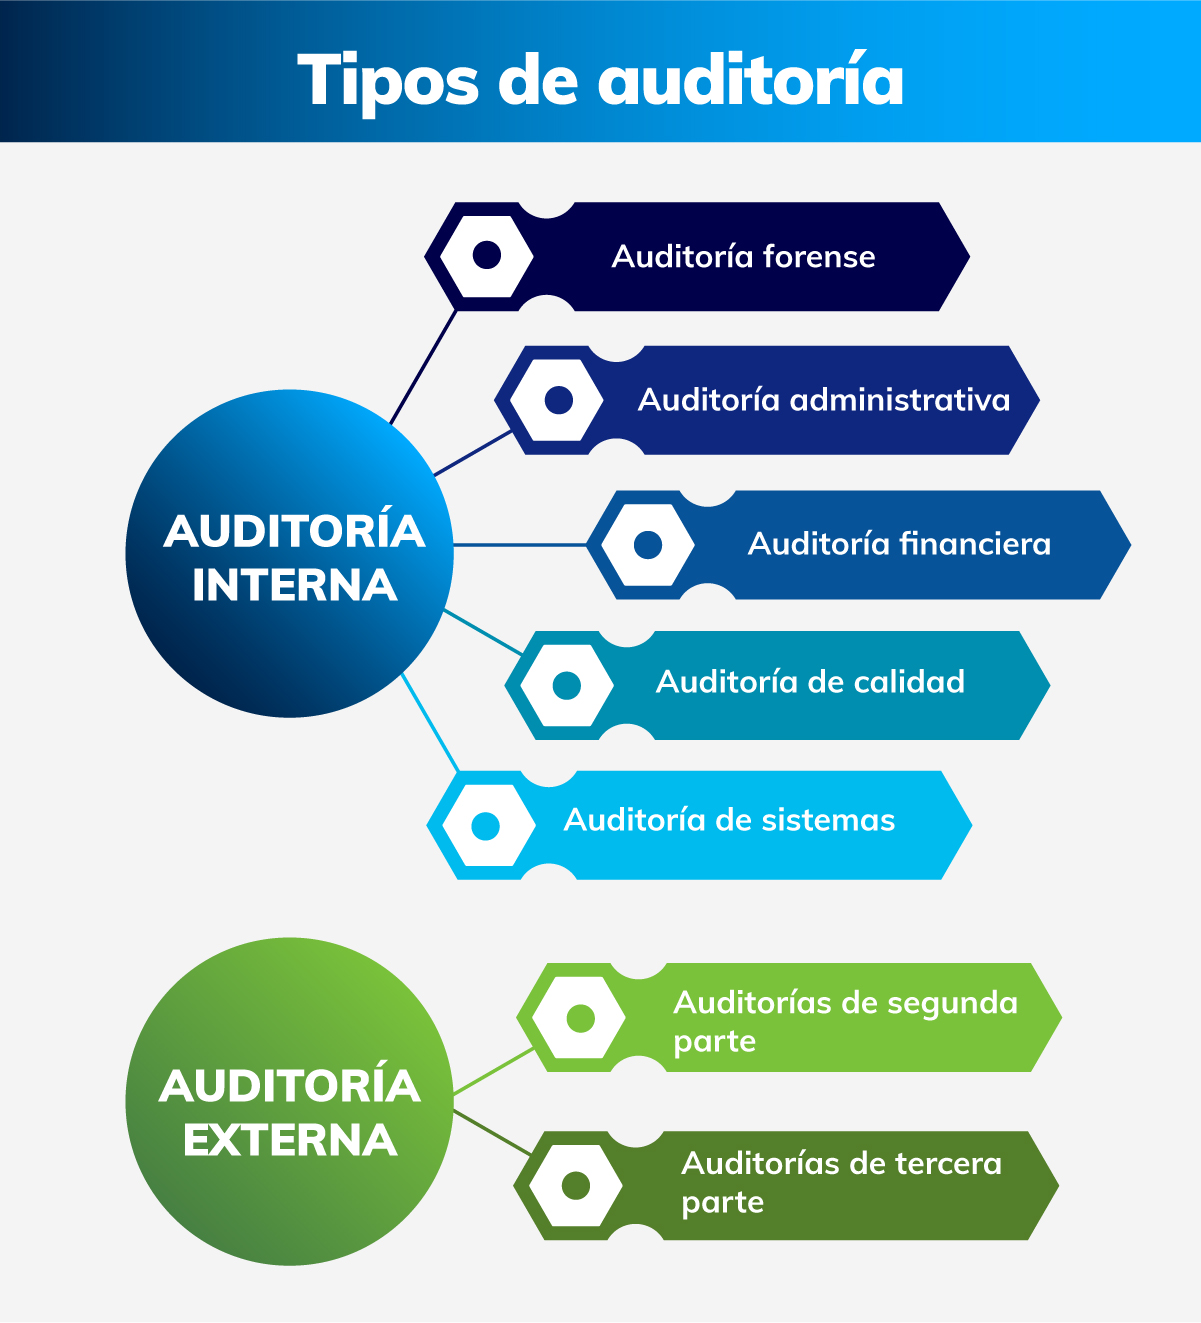 Tipos de auditoría
Auditoría forense
Auditoría administrativa
Auditoría financiera
AUDITORÍA
INTERNA
Auditoría de calidad
Auditoría de sistemas
Auditorías de segunda
parte
AUDITORÍA
EXTERNA
Auditorías de tercera
parte